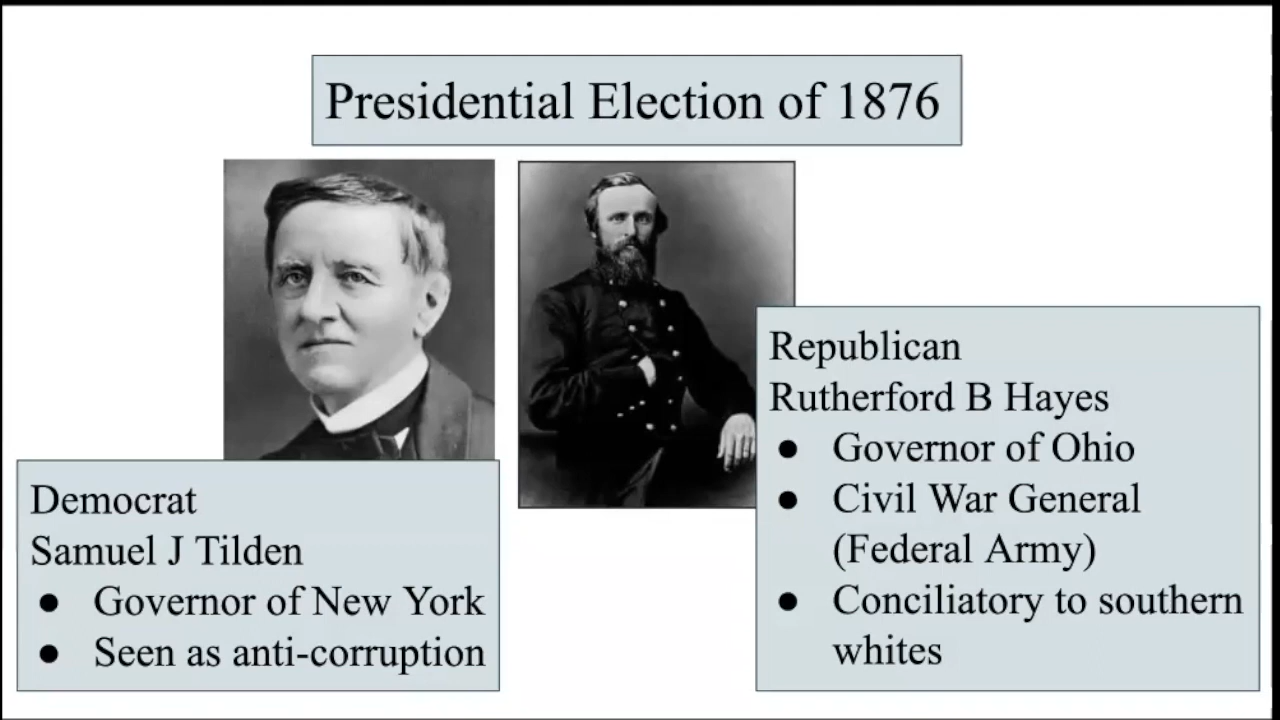 Presidential Election of 1876
Democrat
Samuel J Tilden
● Governor of New York
● Seen as anti-corruption
Republican
Rutherford B Hayes
● Governor of Ohio
● Civil War General
(Federal Army)
● Conciliatory to southern
whites